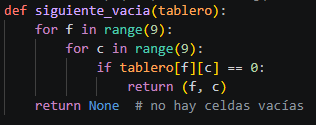 def siguiente_vacia(tablero):
    for f in range(9):
        for c in range(9):
            if tablero[f][c] == 0:
                return (f, c)
    return None  # no hay celdas vacías